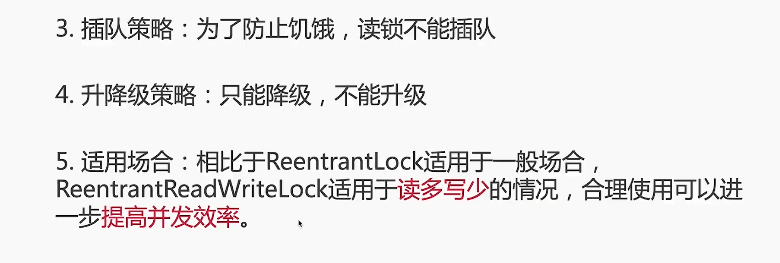 3. 插队策略：为了防止饥饿，读锁不能插队
4. 升降级策略：只能降级，不能升级
5. 适用场合：相比于ReentrantLock适用于一般场合，
ReentrantReadWriteLock适用于读多写少的情况，合理使用可以进
一步提高并发效率。